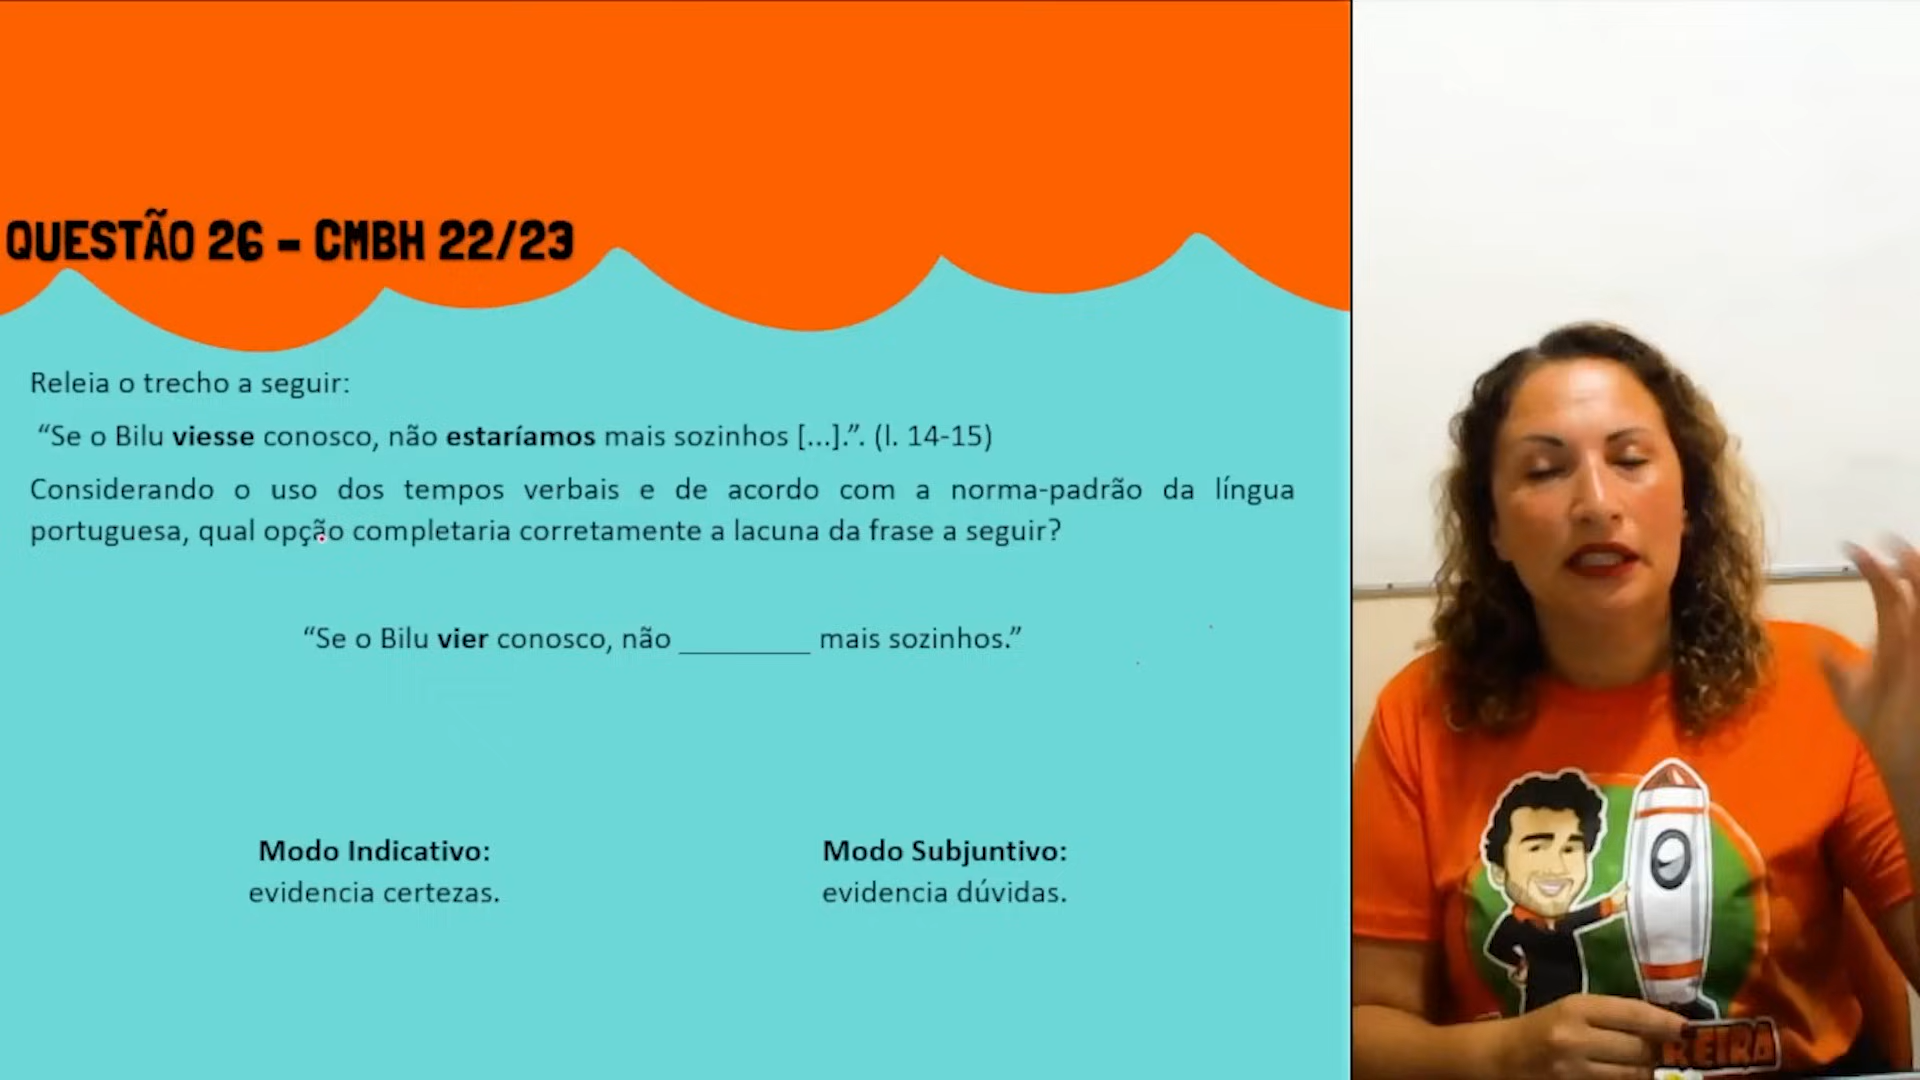 QUESTÃO 26 - CMBH 22/23
Releia o trecho a seguir:
“Se o Bilu viesse conosco, não estaríamos mais sozinhos [...].”. (l. 14-15)
Considerando o uso dos tempos verbais e de acordo com a norma-padrão da língua
portuguesa, qual opção completaria corretamente a lacuna da frase a seguir?
“Se o Bilu vier conosco, não _________ mais sozinhos.”
Modo Indicativo:
evidencia certezas.
Modo Subjuntivo:
evidencia dúvidas.